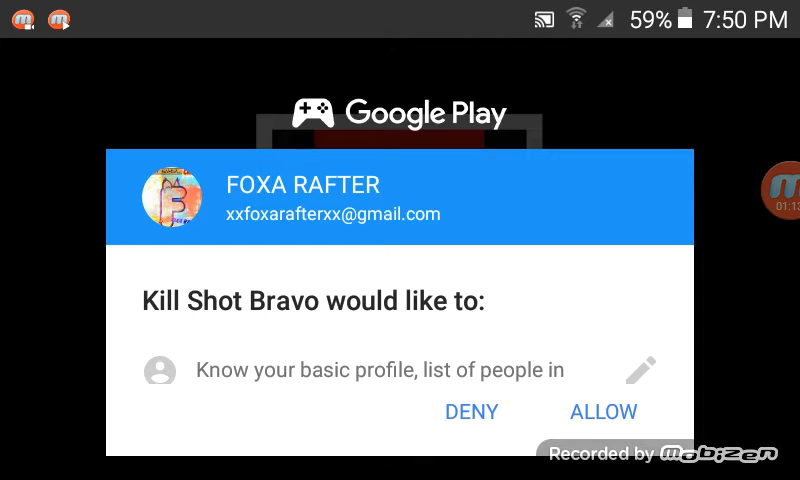 59% 7:50 PM
Google Play
FOXA RAFTER
xxfoxarafterxx@gmail.com
01:13
Kill Shot Bravo would like to:
Know your basic profile, list of people in
DENY ALLOW
Recorded by mobizen